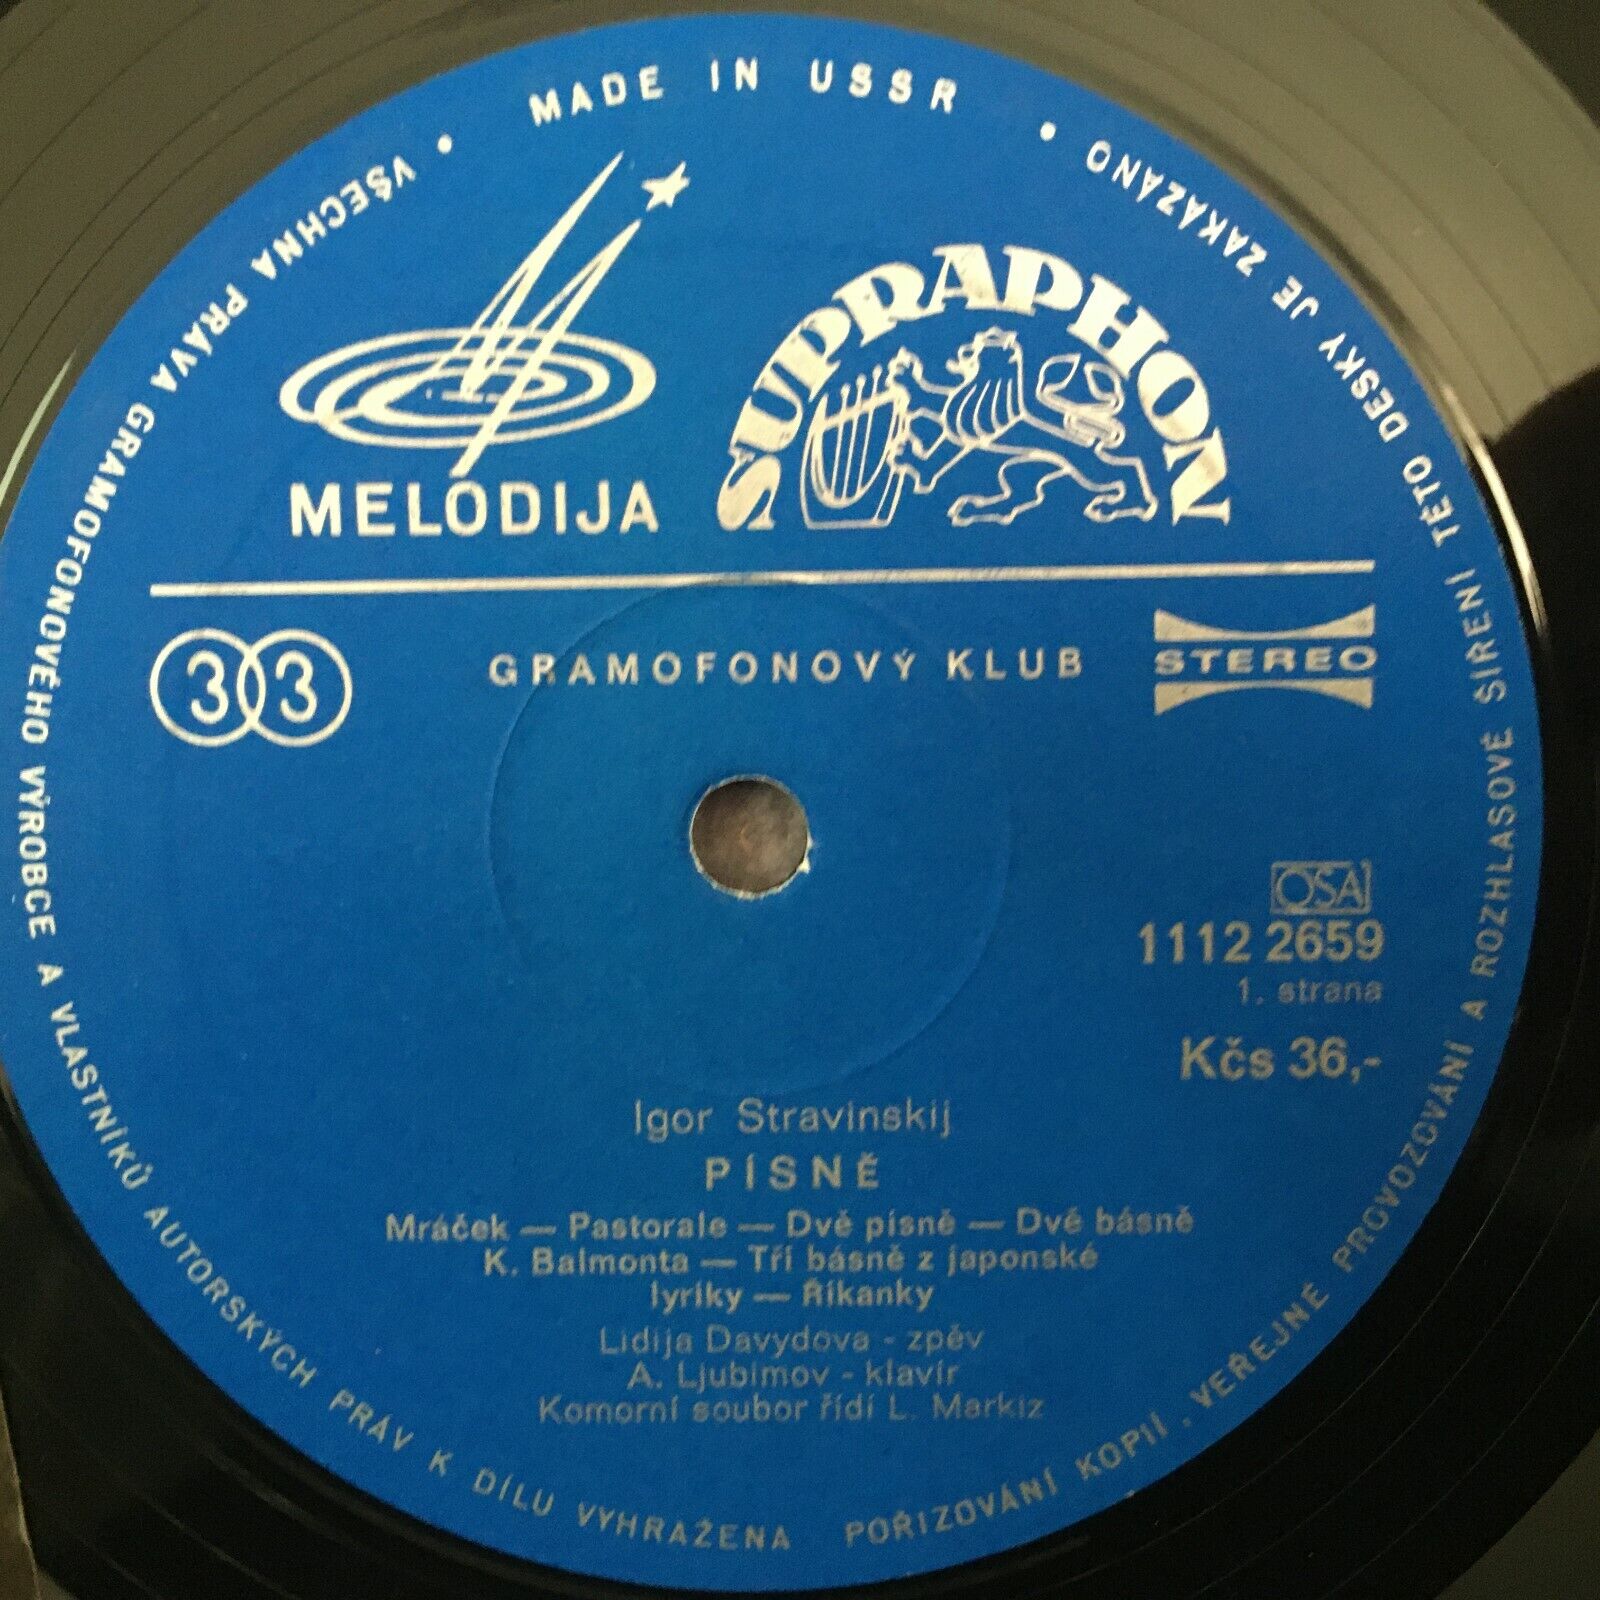 MADE IN USSR
VŠECHNA PRÁVA GRAMOFONOVÉHO VÝROBCE A VLASTNÍKŮ AUTORSKÝCH PRÁV K DÍLU VYHRAŽENA
POŘIZOVÁNÍ KOPIÍ . VEŘEJNÉ PROVOZOVÁNÍ A ROZHLASOVÉ ŠÍŘENÍ TÉTO DESKY JE ZAKÁZÁNO
MELODIJA
SUPRAPHON
33
GRAMOFONOVÝ KLUB
STEREO
OSA
1112 2659
1. strana
Kčs 36,-
Igor Stravinskij
PÍSNĚ
Mráček — Pastorale — Dvě písně — Dvě básně
K. Balmonta — Tři básně z japonské
lyriky — Říkanky
Lidija Davydova - zpěv
A. Ljubimov - klavír
Komorní soubor řídí L. Markiz